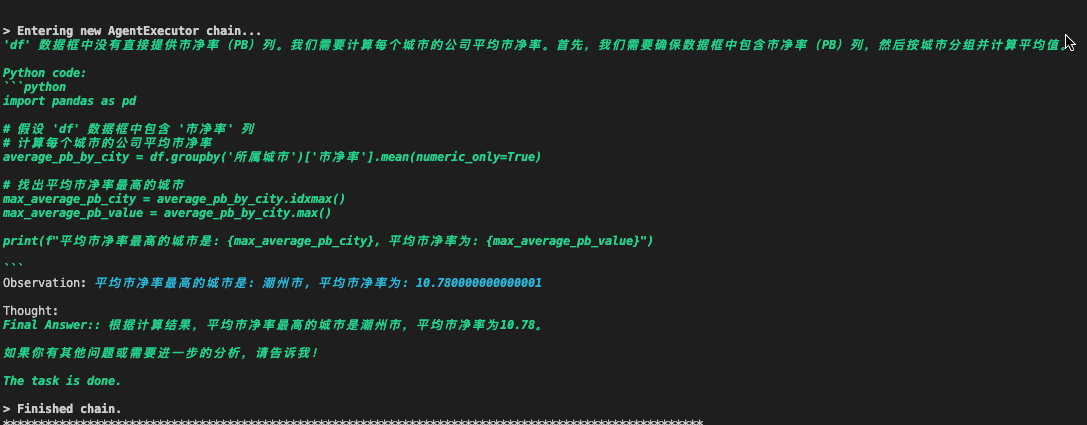 > Entering new AgentExecutor chain...
'df' 数据框中没有直接提供市净率 (PB) 列。我们需要计算每个城市的公司平均市净率。首先, 我们需要确保数据框中包含市净率 (PB) 列, 然后按城市分组并计算平均值。
Python code:
```python
import pandas as pd
# 假设 'df' 数据框中包含 '市净率' 列
# 计算每个城市的公司平均市净率
average_pb_by_city = df.groupby('所属城市')['市净率'].mean(numeric_only=True)
# 找出平均市净率最高的城市
max_average_pb_city = average_pb_by_city.idxmax()
max_average_pb_value = average_pb_by_city.max()
print(f"平均市净率最高的城市是: {max_average_pb_city}, 平均市净率为: {max_average_pb_value}")
```
Observation: 平均市净率最高的城市是: 潮州市, 平均市净率为: 10.780000000000001
Thought:
Final Answer:: 根据计算结果, 平均市净率最高的城市是潮州市, 平均市净率为10.78。
如果你有其他问题或需要进一步的分析, 请告诉我!
The task is done.
> Finished chain.
****************************************************************************************************